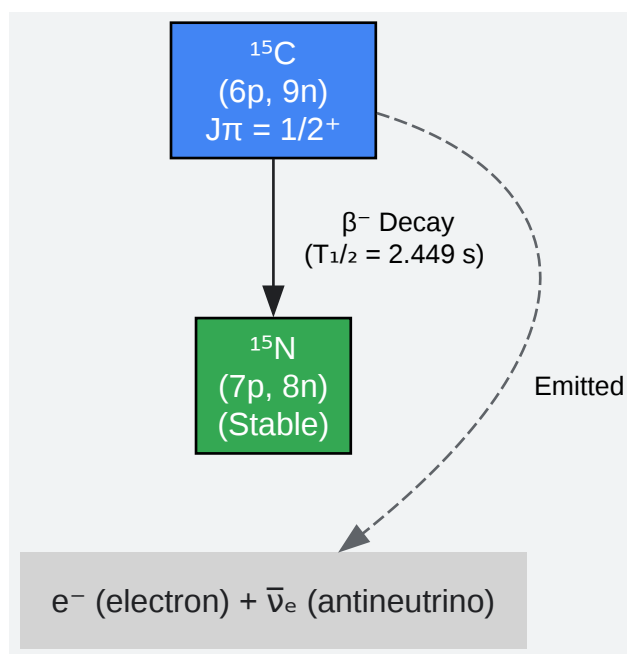 ¹⁵C
(6p, 9n)
Jπ = 1/2⁺
β⁻ Decay
(T₁/₂ = 2.449 s)
¹⁵N
(7p, 8n)
(Stable)
Emitted
e⁻ (electron) + ν̅ₑ (antineutrino)